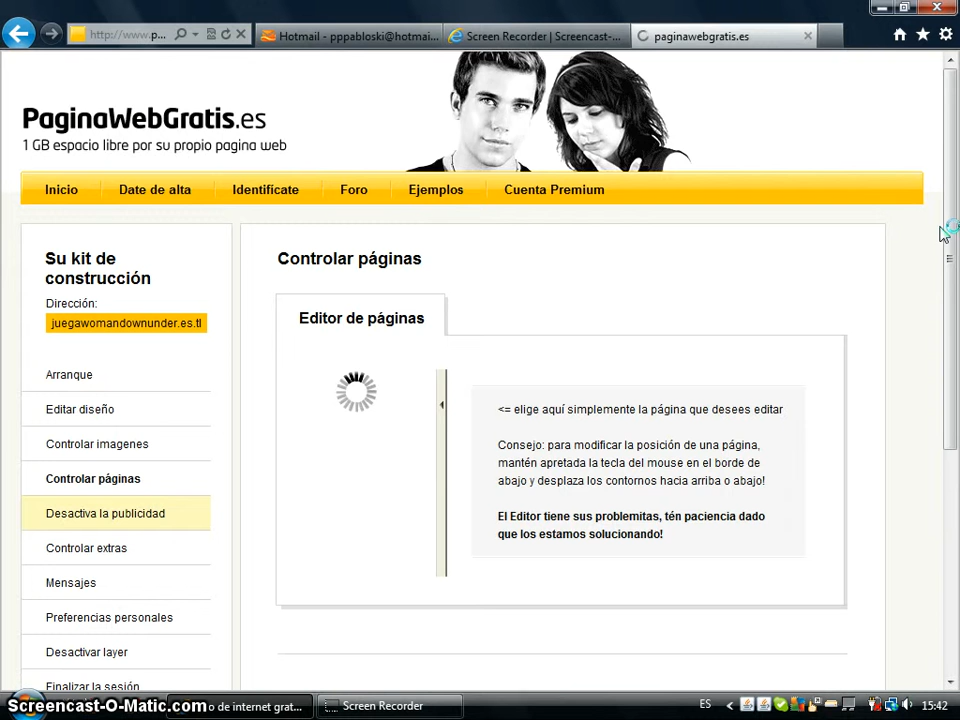 http://www.p...
Hotmail - pppabloski@hotmai...
Screen Recorder | Screencast-...
paginawebgratis.es
PaginaWebGratis.es
1 GB espacio libre por su propio pagina web
Inicio
Date de alta
Identifícate
Foro
Ejemplos
Cuenta Premium
Su kit de
construcción
Dirección:
juegawomandownunder.es.tl
Arranque
Editar diseño
Controlar imagenes
Controlar páginas
Desactiva la publicidad
Controlar extras
Mensajes
Preferencias personales
Desactivar layer
Finalizar la sesión
Controlar páginas
Editor de páginas
<= elige aquí simplemente la página que desees editar
Consejo: para modificar la posición de una página,
mantén apretada la tecla del mouse en el borde de
abajo y desplaza los contornos hacia arriba o abajo!
El Editor tiene sus problemitas, tén paciencia dado
que los estamos solucionando!
Screencast-O-Matic.com
o de internet grat...
Screen Recorder
ES
15:42